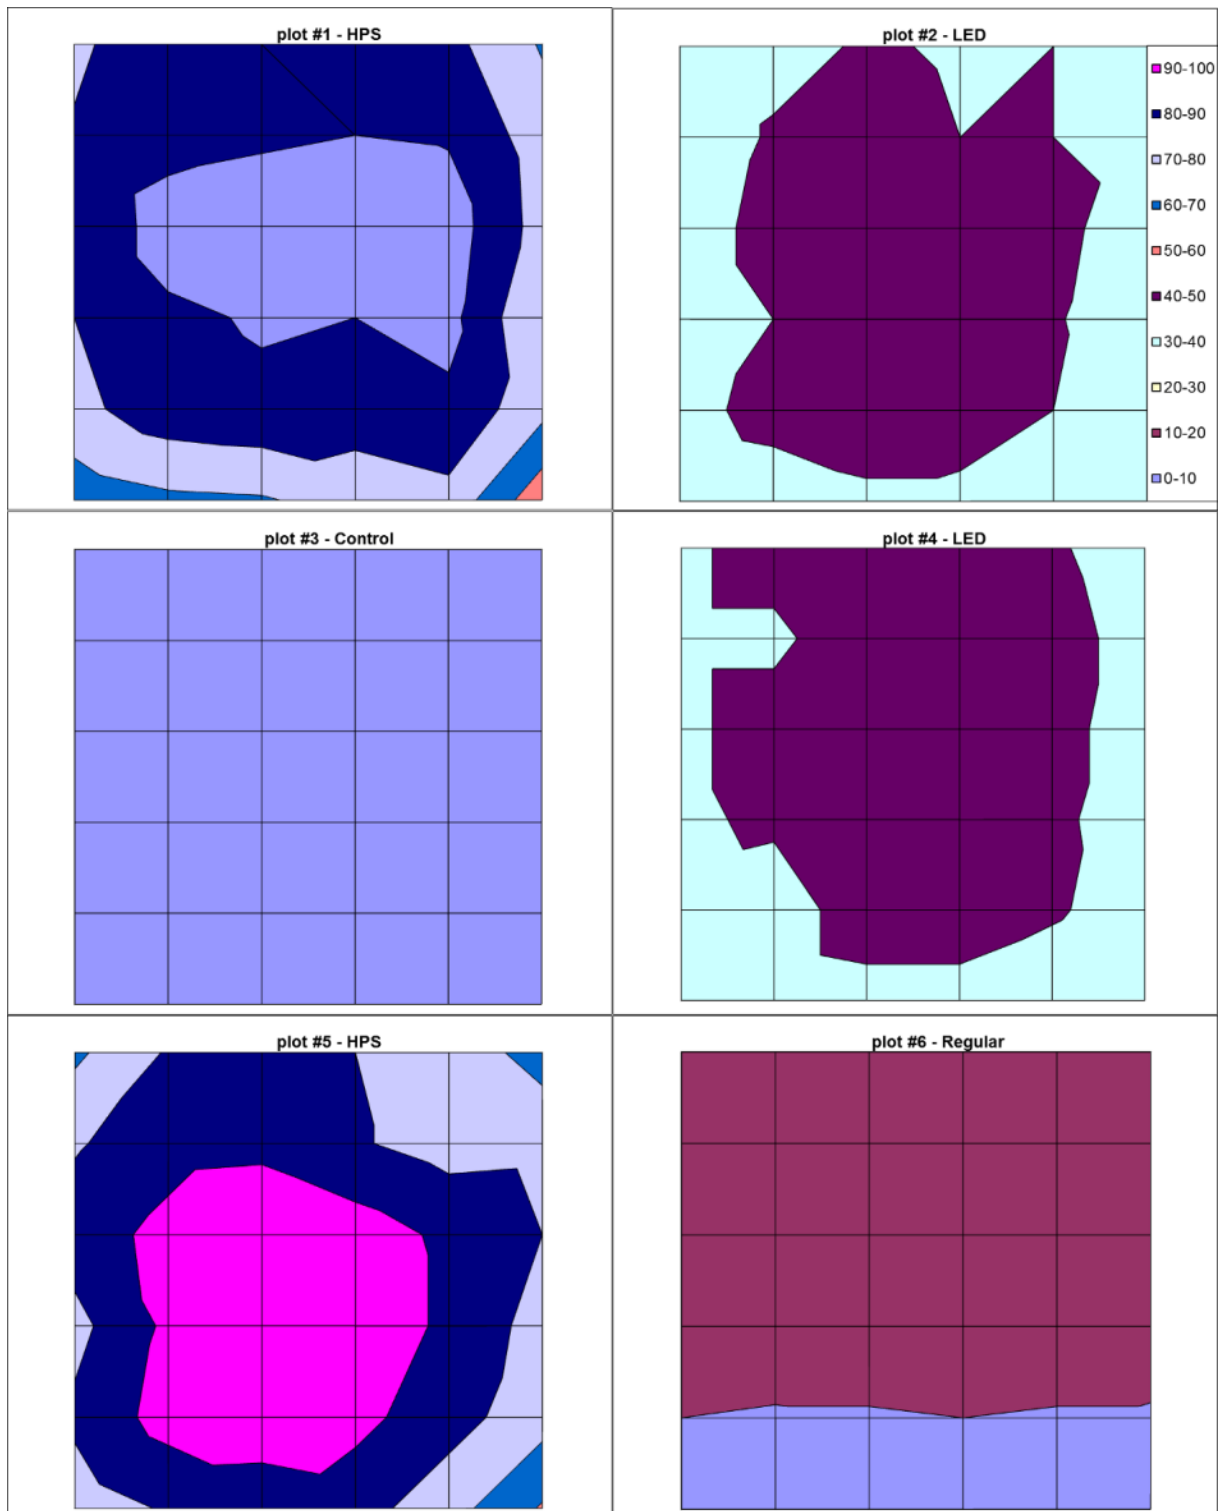 plot #1 - HPS
plot #2 - LED
90-100
80-90
70-80
60-70
50-60
40-50
30-40
20-30
10-20
0-10
plot #3 - Control
plot #4 - LED
plot #5 - HPS
plot #6 - Regular